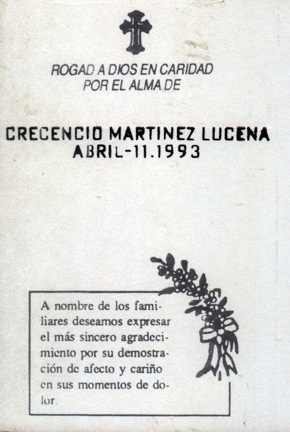 ROGAD A DIOS EN CARIDAD
POR EL ALMA DE
CRECENCIO MARTINEZ LUCENA
ABRIL-11.1993
A nombre de los fami-
liares deseamos expresar
el más sincero agradeci-
miento por su demostra-
ción de afecto y cariño
en sus momentos de do-
lor.